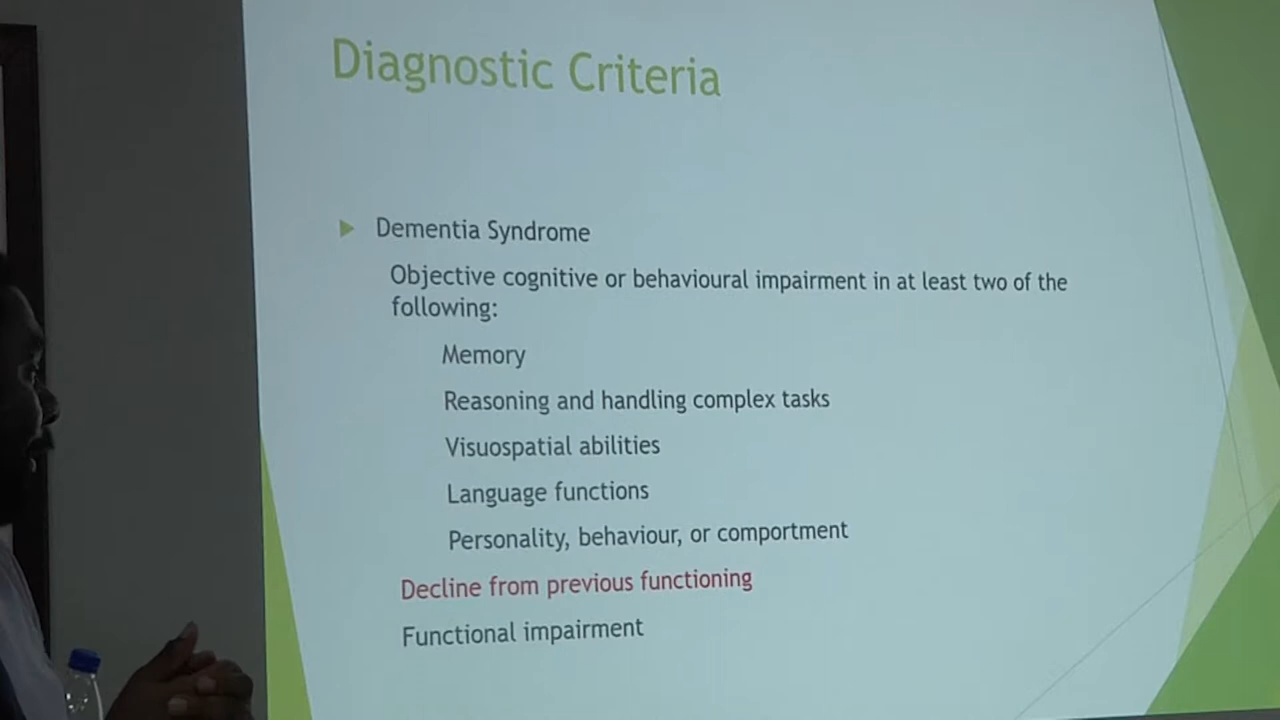 Diagnostic Criteria
Dementia Syndrome
Objective cognitive or behavioural impairment in at least two of the
following:
Memory
Reasoning and handling complex tasks
Visuospatial abilities
Language functions
Personality, behaviour, or comportment
Decline from previous functioning
Functional impairment